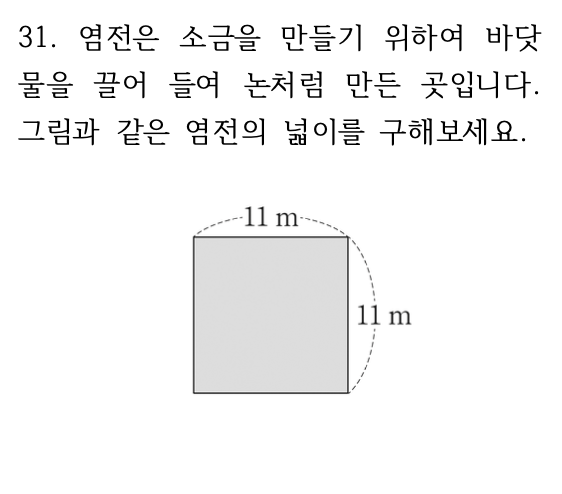 31. 염전은 소금을 만들기 위하여 바닷
물을 끌어 들여 논처럼 만든 곳입니다.
그림과 같은 염전의 넓이를 구해보세요.
11 m
11 m